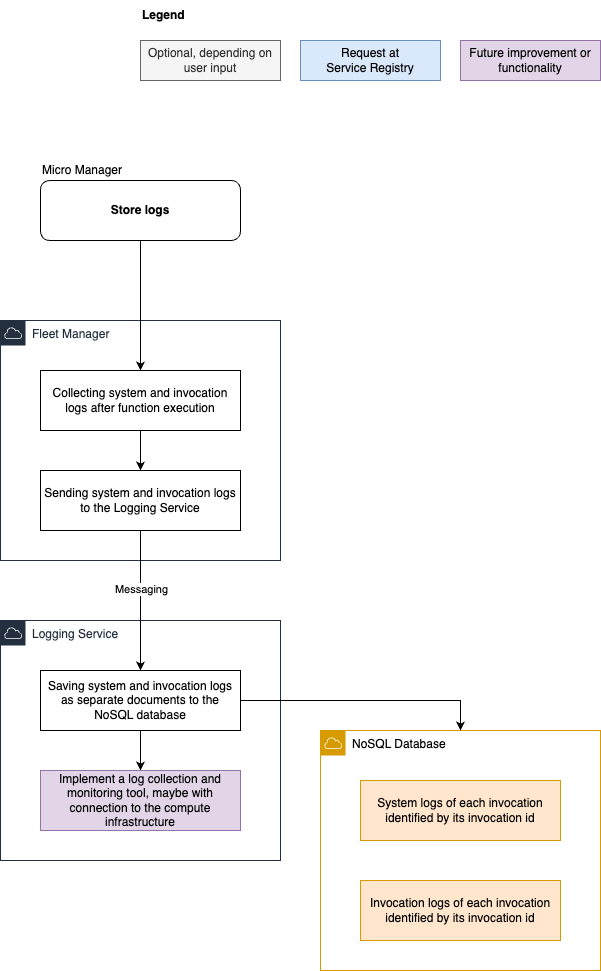 Legend
Optional, depending on
user input
Request at
Service Registry
Future improvement or
functionality
Micro Manager
Store logs
Fleet Manager
Collecting system and invocation
logs after function execution
Sending system and invocation logs
to the Logging Service
Messaging
Logging Service
Saving system and invocation logs
as separate documents to the
NoSQL database
Implement a log collection and
monitoring tool, maybe with
connection to the compute
infrastructure
NoSQL Database
System logs of each invocation
identified by its invocation id
Invocation logs of each invocation
identified by its invocation id